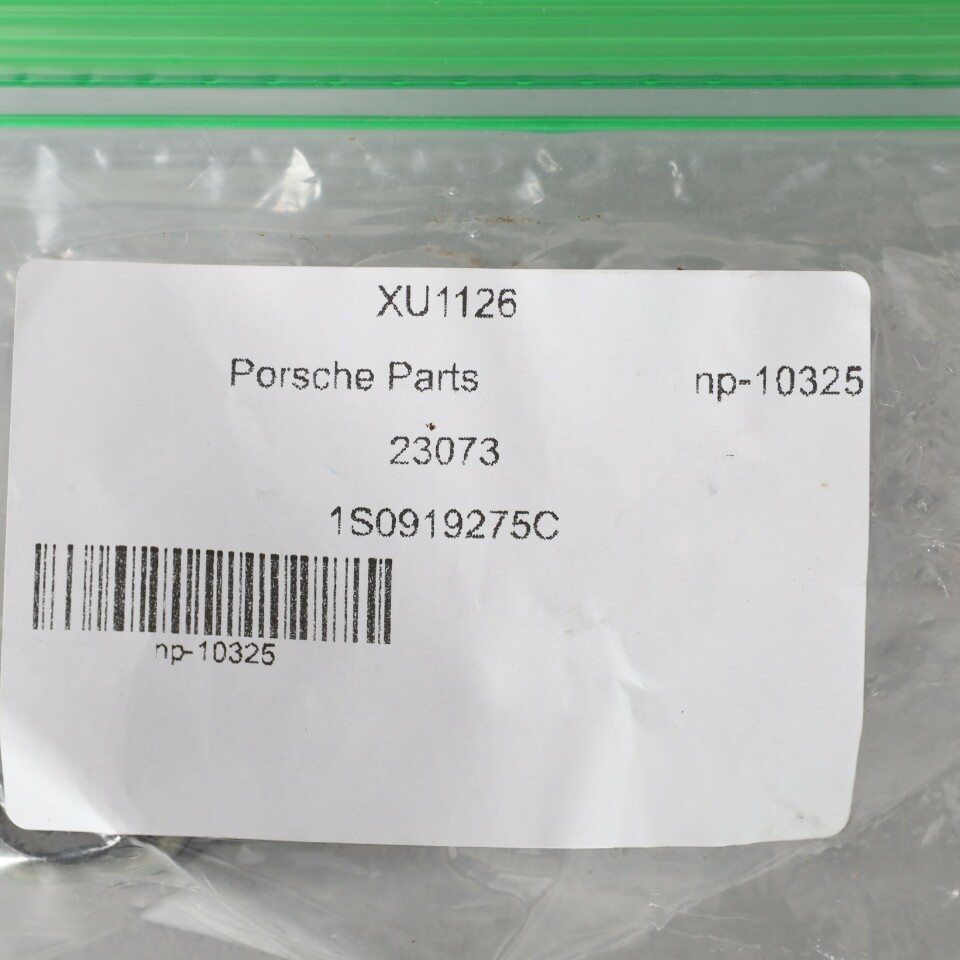 XU1126
Porsche Parts np-10325
23073
1S0919275C
np-10325